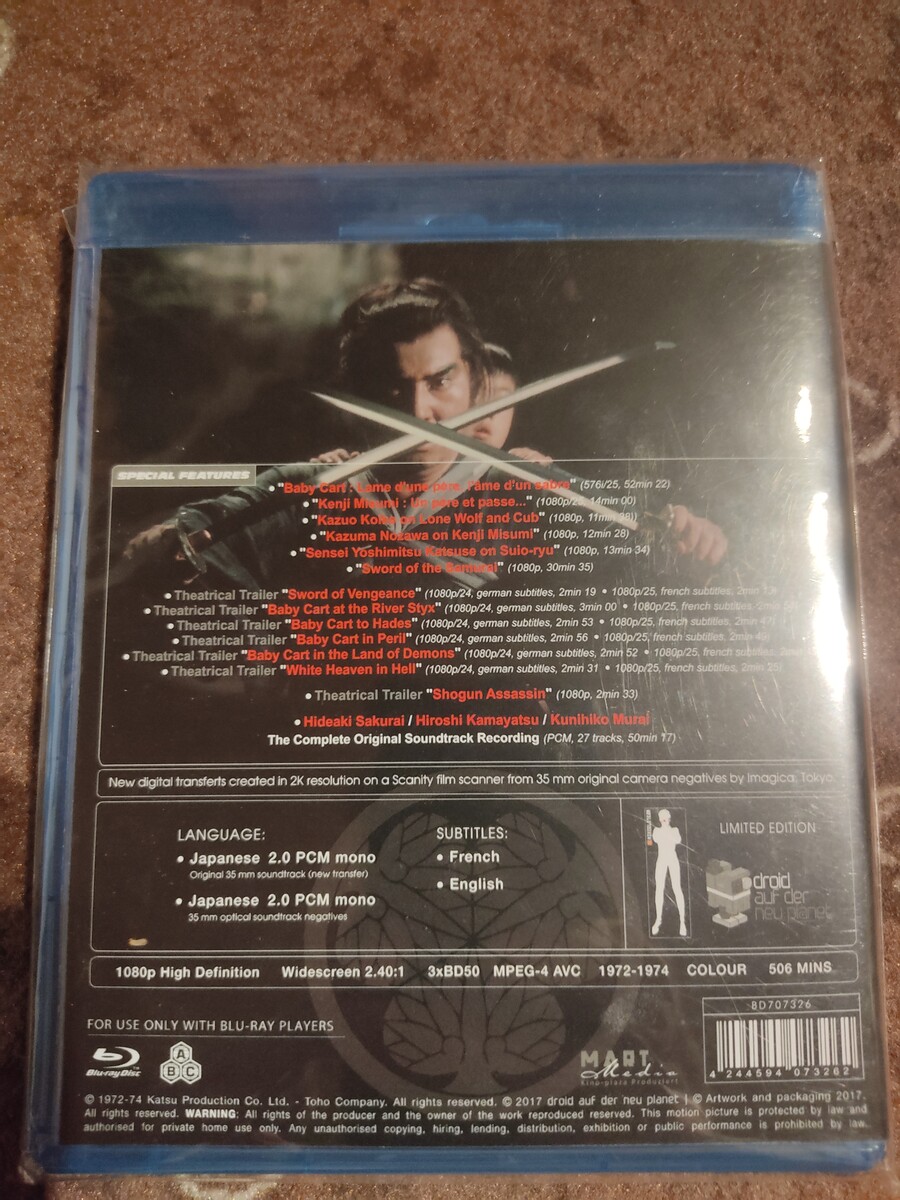 SPECIAL FEATURES
• "Baby Cart : Lame d'une père, l'âme d'un sabre" (576i/25, 52min 22)
• "Kenji Misumi : Un père et passe..." (1080p/25, 14min 00)
• "Kazuo Koike on Lone Wolf and Cub" (1080p, 11min
• "Kazuma Nozawa on Kenji Misumi" (1080p, 12min 28)
• "Sensei Yoshimitsu Katsuse on Suio-ryu" (1080p, 13min 34)
• "Sword of the Samurai" (1080p, 30min 35)
• Theatrical Trailer "Sword of Vengeance" (1080p/24, german subtitles, 2min 19 • 1080p/25, french subtitles, 2min
• Theatrical Trailer "Baby Cart at the River Styx" (1080p/24, german subtitles, 3min 00 • 1080p/25, french subtitles, 2min
• Theatrical Trailer "Baby Cart to Hades" (1080p/24, german subtitles, 2min 53 • 1080p/25, french subtitles, 2min 47)
• Theatrical Trailer "Baby Cart in Peril" (1080p/24, german subtitles, 2min 56 • 1080p/25, french subtitles, 2min
• Theatrical Trailer "Baby Cart in the Land of Demons" (1080p/24, german subtitles, 2min 52 • 1080p/25, french subtitles, 2min
• Theatrical Trailer "White Heaven in Hell" (1080p/24, german subtitles, 2min 31 • 1080p/25, french subtitles, 2min 25)
• Theatrical Trailer "Shogun Assassin" (1080p, 2min 33)
• Hideaki Sakurai / Hiroshi Kamayatsu / Kunihiko Murai
The Complete Original Soundtrack Recording (PCM, 27 tracks, 50min 17)
New digital transferts created in 2K resolution on a Scanity film scanner from 35 mm original camera negatives by Imagica, Tokyo.
LANGUAGE:
• Japanese 2.0 PCM mono
Original 35 mm soundtrack (new transfer)
• Japanese 2.0 PCM mono
35 mm optical soundtrack negatives
SUBTITLES:
• French
• English
LIMITED EDITION
droid
auf der
neu planet
1080p High Definition Widescreen 2.40:1 3xBD50 MPEG-4 AVC 1972-1974 COLOUR 506 MINS
FOR USE ONLY WITH BLU-RAY PLAYERS
Blu-ray Disc
A
B C
MART
Media
Kino-plaze Produziert
8D707326
4 244594 073262
© 1972-74 Katsu Production Co. Ltd. - Toho Company. All rights reserved. © 2017 droid auf der neu planet | © Artwork and packaging 2017.
All rights reserved. WARNING: All rights of the producer and the owner of the work reproduced reserved. This motion picture is protected by law and
authorised for private home use only. Any unauthorised copying, hiring, lending, distribution, exhibition or public performance is prohibited by law.